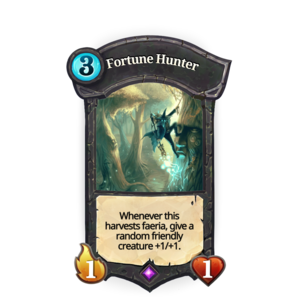 3
Fortune Hunter
Whenever this
harvests faeria, give a
random friendly
creature +1/+1.
1
1